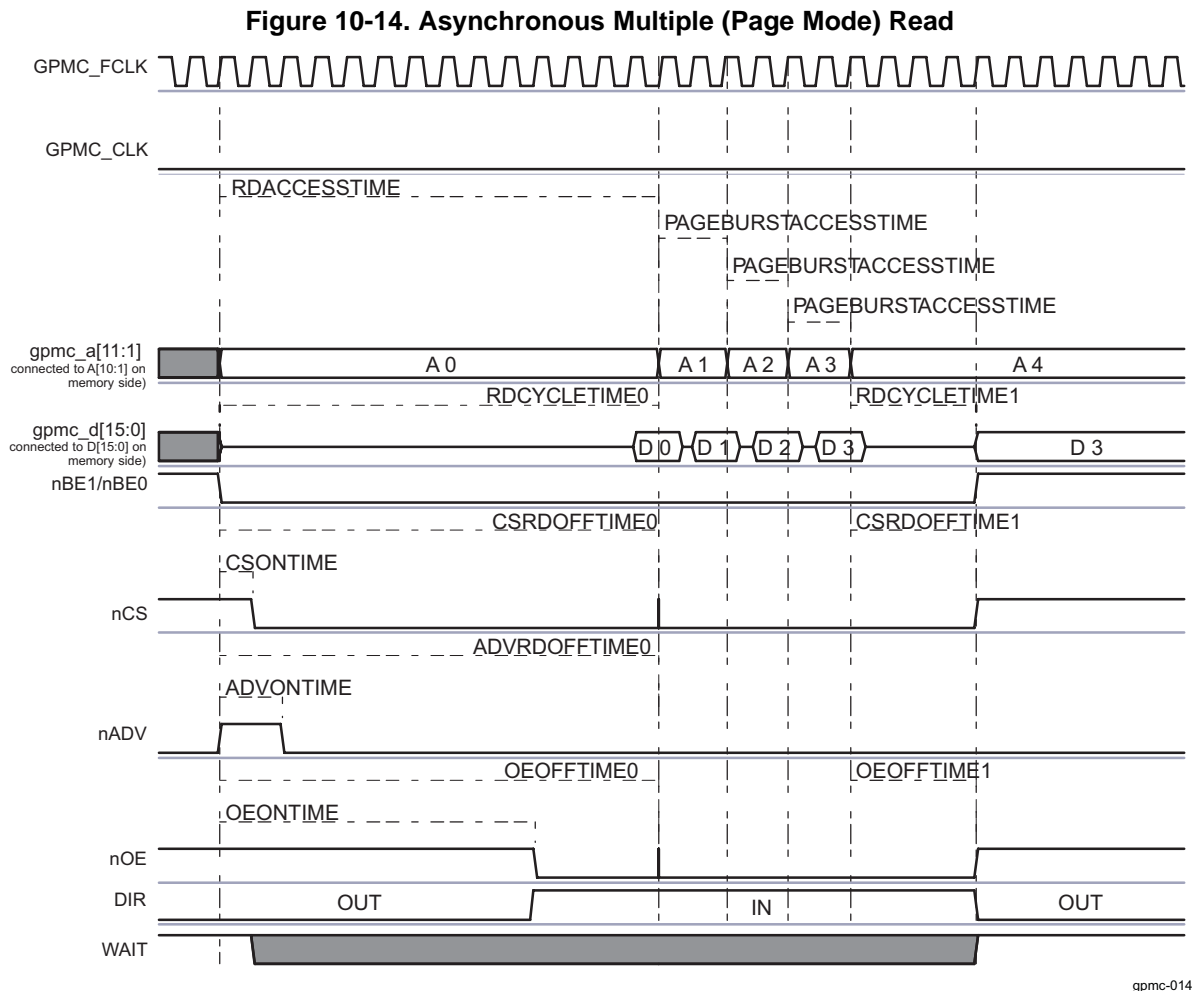 Figure 10-14. Asynchronous Multiple (Page Mode) Read
GPMC_FCLK
GPMC_CLK
RDACCESSTIME
PAGEBURSTACCESSTIME
PAGEBURSTACCESSTIME
PAGEBURSTACCESSTIME
gpmc_a[11:1]
connected to A[10:1] on
memory side)
A 0
A 1
A 2
A 3
A 4
RDCYCLETIME0
RDCYCLETIME1
gpmc_d[15:0]
connected to D[15:0] on
memory side)
D 0
D 1
D 2
D 3
D 3
nBE1/nBE0
CSRDOFFTIME0
CSRDOFFTIME1
CSONTIME
nCS
ADVRDOFFTIME0
ADVONTIME
nADV
OEOFFTIME0
OEOFFTIME1
OEONTIME
nOE
DIR
OUT
IN
OUT
WAIT
gpmc-014